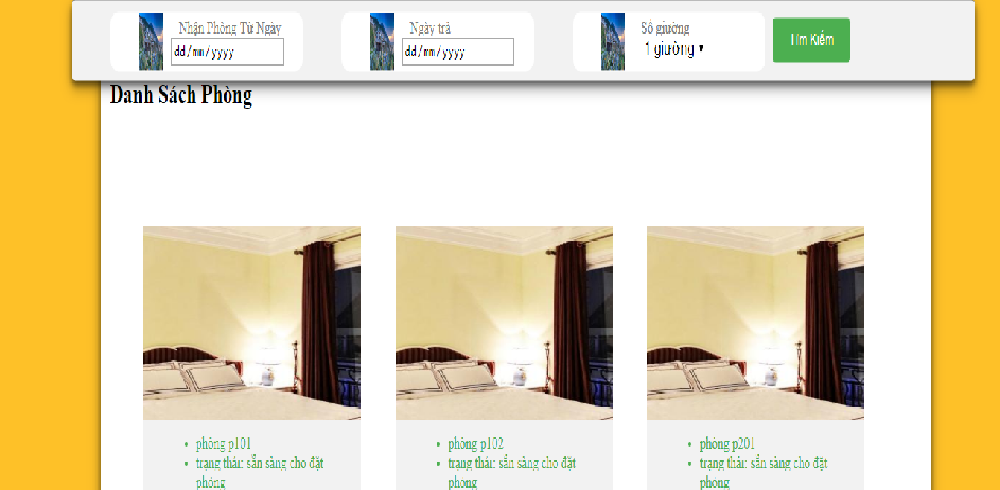 Nhận Phòng Từ Ngày
dd/mm/yyyy
Ngày trả
dd/mm/yyyy
Số giường
1 giường
Tìm Kiếm
Danh Sách Phòng
phòng p101
trạng thái: sẵn sàng cho đặt
phòng
phòng p102
trạng thái: sẵn sàng cho đặt
phòng
phòng p201
trạng thái: sẵn sàng cho đặt
phòng